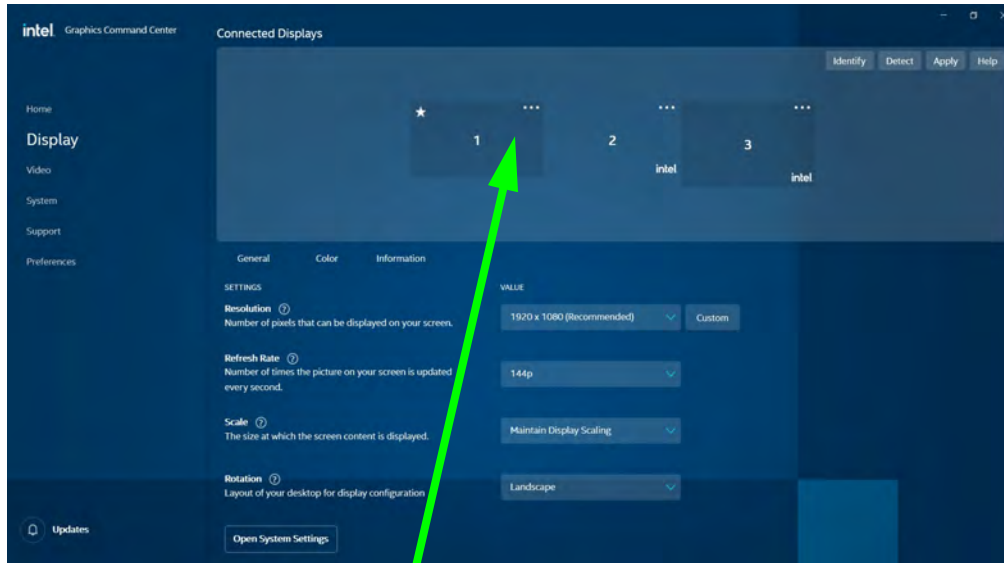 intel Graphics Command Center
Connected Displays
Identify Detect Apply Help
Home
Display
Video
System
Support
Preferences
Updates
1
2
intel
3
intel
General Color Information
SETTINGS VALUE
Resolution ?
Number of pixels that can be displayed on your screen.
1920 x 1080 (Recommended) Custom
Refresh Rate ?
Number of times the picture on your screen is updated
every second.
144p
Scale ?
The size at which the screen content is displayed.
Maintain Display Scaling
Rotation ?
Layout of your desktop for display configuration
Landscape
Open System Settings